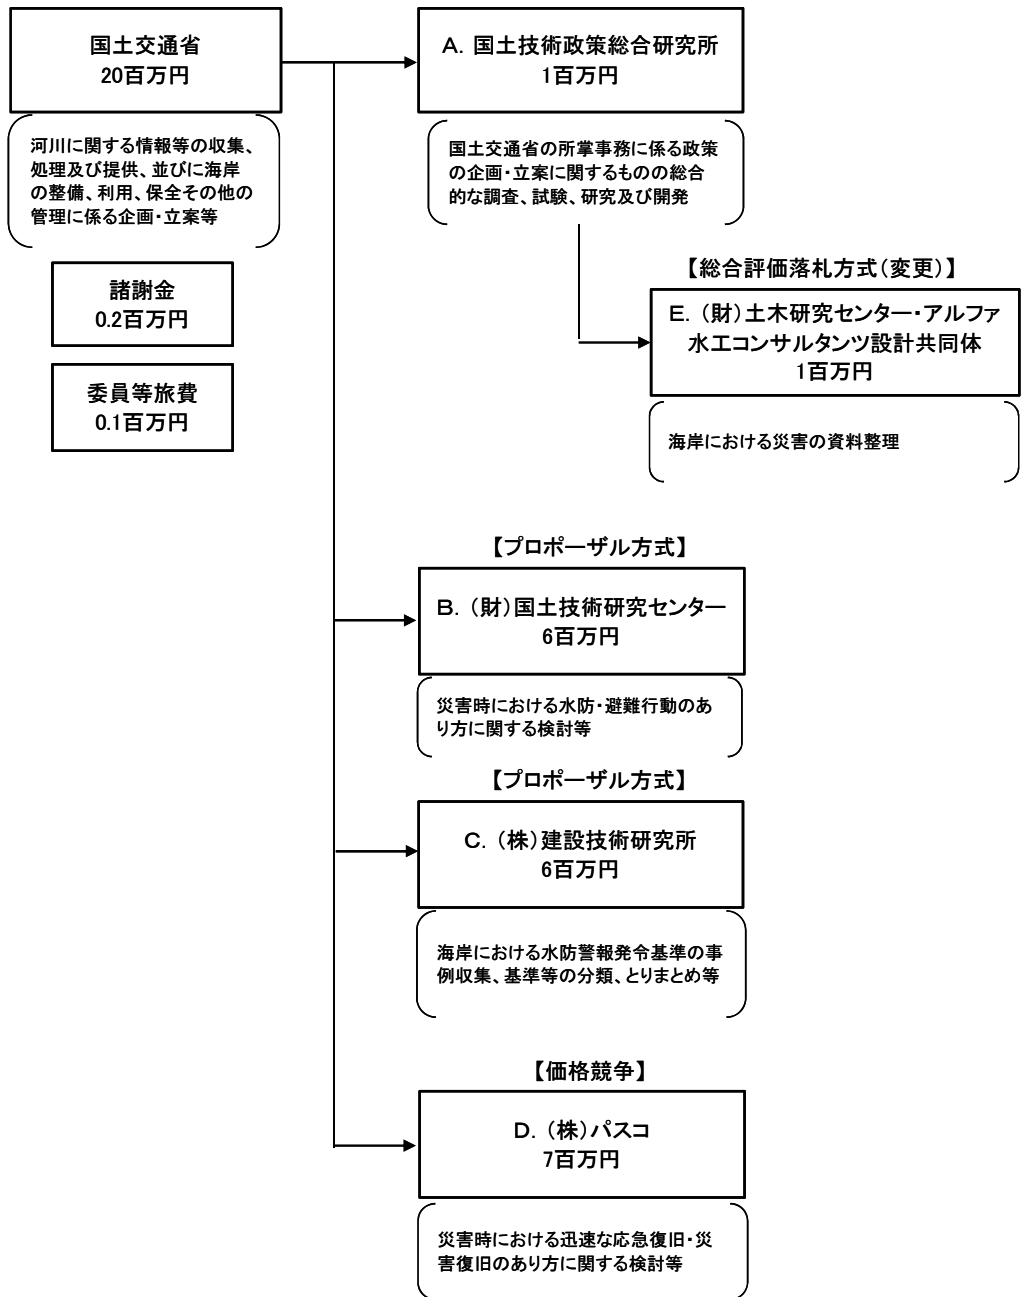 国土交通省
20百万円
河川に関する情報等の収集、
処理及び提供、並びに海岸
の整備、利用、保全その他の
管理に係る企画・立案等
諸謝金
0.2百万円
委員等旅費
0.1百万円
A. 国土技術政策総合研究所
1百万円
国土交通省の所掌事務に係る政策
の企画・立案に関するものの総合
的な調査、試験、研究及び開発
【総合評価落札方式(変更)】
E. (財)土木研究センター・アルファ
水工コンサルタンツ設計共同体
1百万円
海岸における災害の資料整理
【プロポーザル方式】
B. (財)国土技術研究センター
6百万円
災害時における水防・避難行動のあ
り方に関する検討等
【プロポーザル方式】
C. (株)建設技術研究所
6百万円
海岸における水防警報発令基準の事
例収集、基準等の分類、とりまとめ等
【価格競争】
D. (株)パスコ
7百万円
災害時における迅速な応急復旧・災
害復旧のあり方に関する検討等